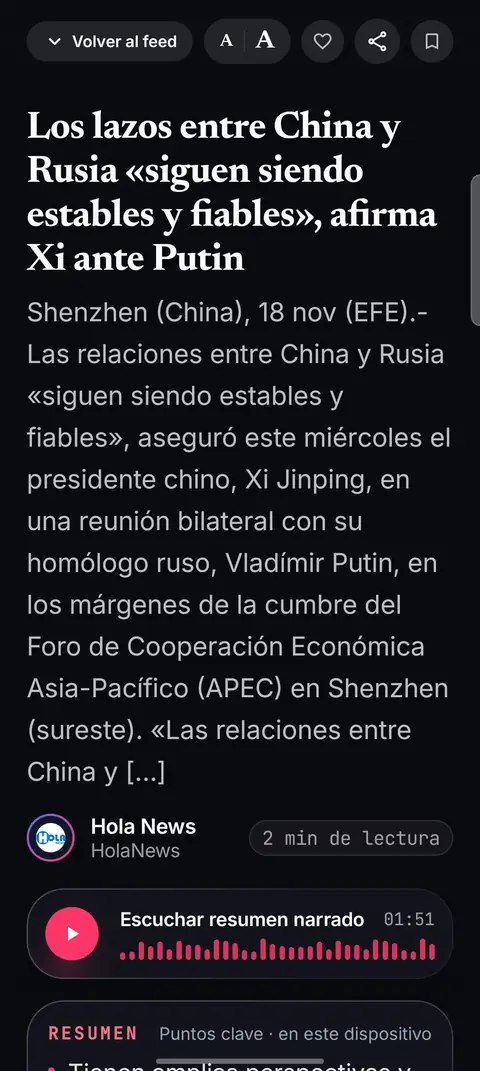 Volver al feed
A A
Los lazos entre China y
Rusia «siguen siendo
estables y fiables», afirma
Xi ante Putin
Shenzhen (China), 18 nov (EFE).-
Las relaciones entre China y Rusia
«siguen siendo estables y
fiables», aseguró este miércoles el
presidente chino, Xi Jinping, en
una reunión bilateral con su
homólogo ruso, Vladímir Putin, en
los márgenes de la cumbre del
Foro de Cooperación Económica
Asia-Pacífico (APEC) en Shenzhen
(sureste). «Las relaciones entre
China y [...]
HOLA
Hola News
HolaNews
2 min de lectura
Escuchar resumen narrado 01:51
RESUMEN Puntos clave · en este dispositivo
Tienen amplias perspectivas y